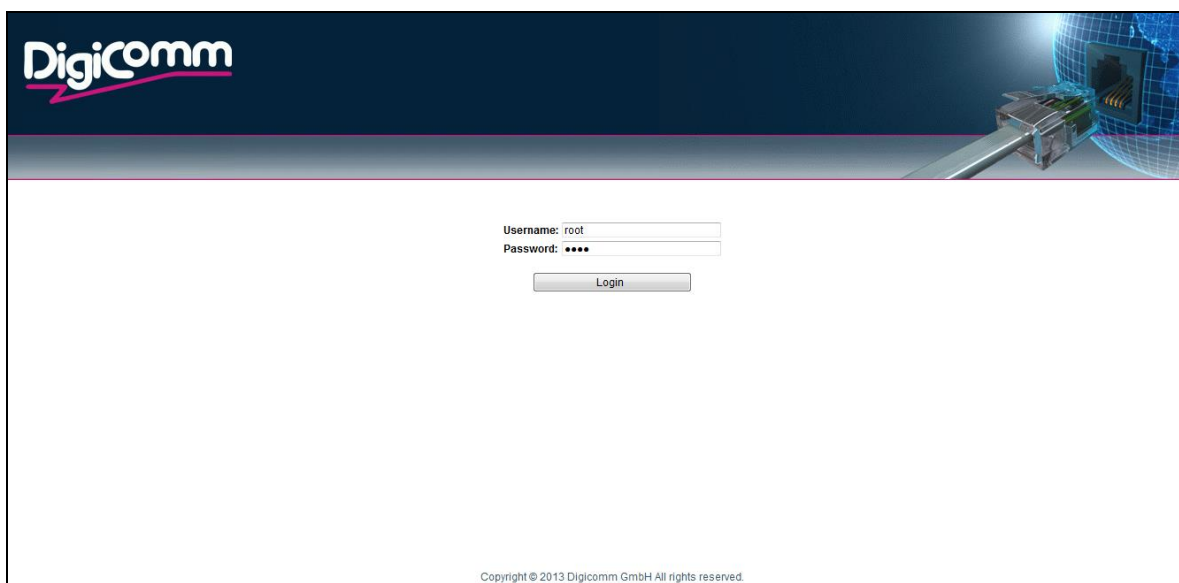 DigiComm
Username: root
Password: ••••
Login
Copyright © 2013 Digicomm GmbH All rights reserved.